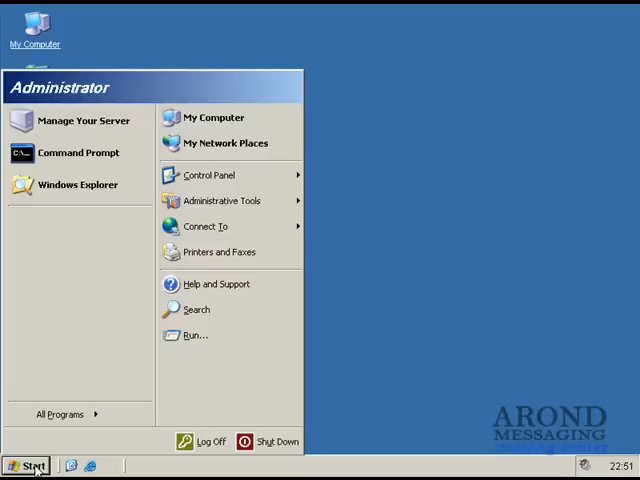 My Computer
Administrator
Manage Your Server
Command Prompt
Windows Explorer
My Computer
My Network Places
Control Panel
Administrative Tools
Connect To
Printers and Faxes
Help and Support
Search
Run...
All Programs
Log Off
Shut Down
Start
22:51
AROND
MESSAGING
training center